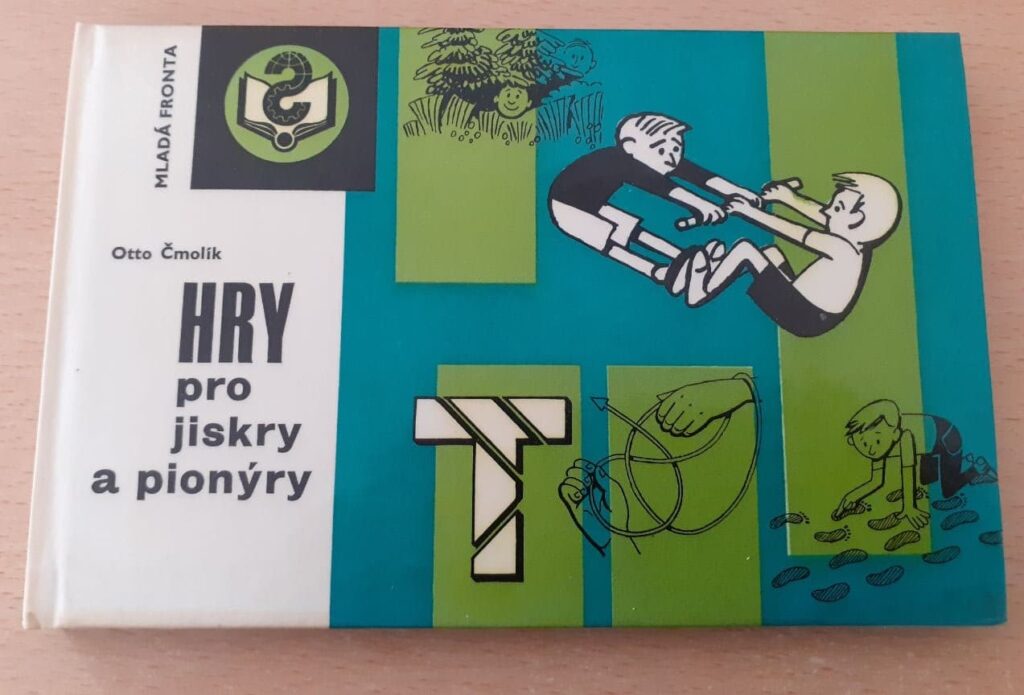 MLADÁ FRONTA
Otto Čmolík
HRY
pro
jiskry
a pionýry